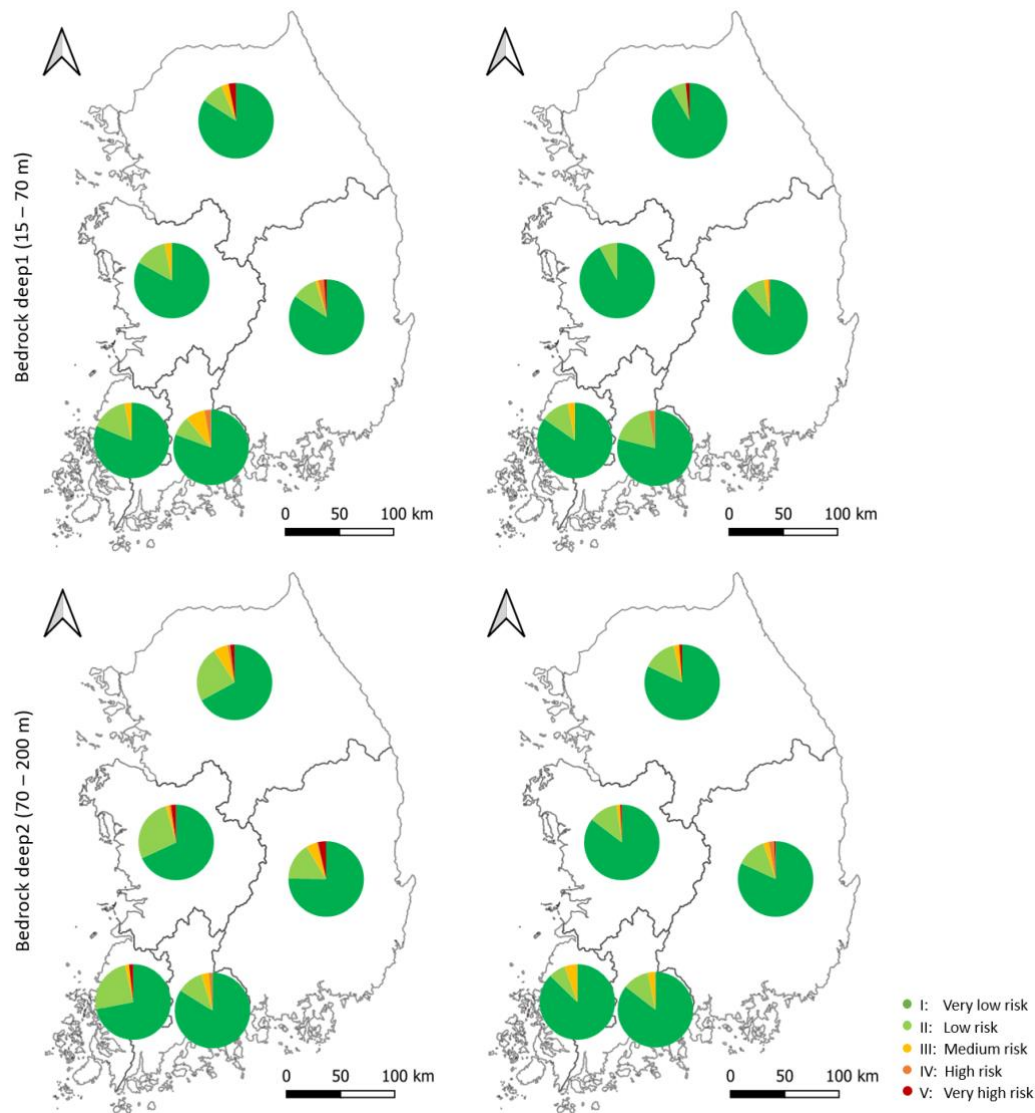 Bedrock deep1 (15 – 70 m)
0 50 100 km
0 50 100 km
Bedrock deep2 (70 – 200 m)
0 50 100 km
0 50 100 km
I: Very low risk
II: Low risk
III: Medium risk
IV: High risk
V: Very high risk